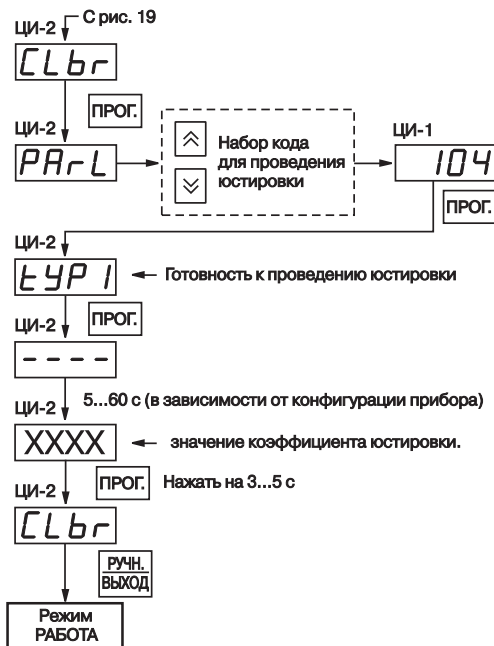 С рис. 19
ЦИ-2
CLbr
ПРОГ.
ЦИ-2
PArL
Набор кода
для проведения
юстировки
ЦИ-1
104
ПРОГ.
ЦИ-2
tYP1
Готовность к проведению юстировки
ПРОГ.
ЦИ-2
- - - -
5...60 с (в зависимости от конфигурации прибора)
ЦИ-2
XXXX
значение коэффициента юстировки.
ПРОГ.
Нажать на 3...5 с
ЦИ-2
CLbr
РУЧН.
ВЫХОД
Режим
РАБОТА